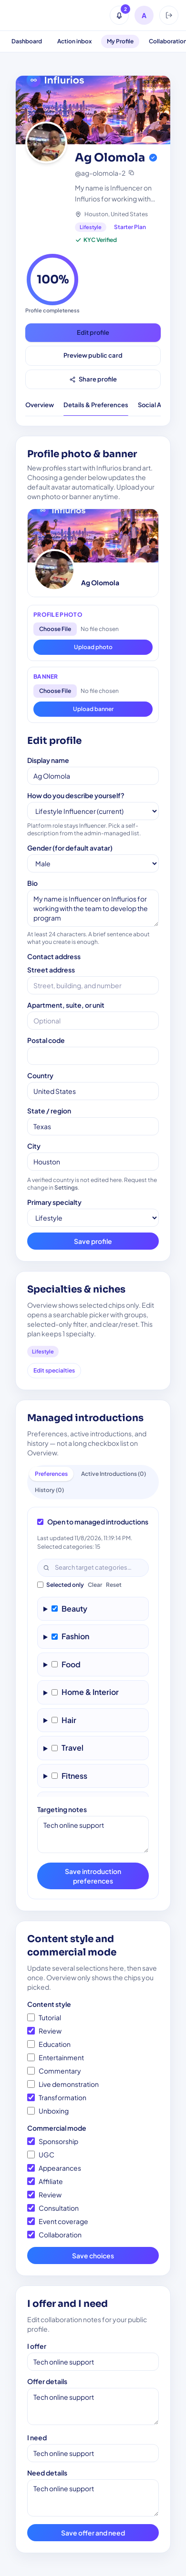 2
A
Dashboard
Action inbox
My Profile
Collaboration
Influrios
Ag Olomola
@ag-olomola-2
My name is Influencer on
Influrios for working with…
Houston, United States
Lifestyle
Starter Plan
KYC Verified
100%
Profile completeness
Edit profile
Preview public card
Share profile
Overview
Details & Preferences
Social A
Profile photo & banner
New profiles start with Influrios brand art.
Choosing a gender below updates the
default avatar automatically. Upload your
own photo or banner anytime.
Influrios
Ag Olomola
PROFILE PHOTO
Choose File No file chosen
Upload photo
BANNER
Choose File No file chosen
Upload banner
Edit profile
Display name
Ag Olomola
How do you describe yourself?
Lifestyle Influencer (current)
Platform role stays Influencer. Pick a self-
description from the admin-managed list.
Gender (for default avatar)
Male
Bio
My name is Influencer on Influrios for
working with the team to develop the
program
At least 24 characters. A brief sentence about
what you create is enough.
Contact address
Street address
Street, building, and number
Apartment, suite, or unit
Optional
Postal code
Country
United States
State / region
Texas
City
Houston
A verified country is not edited here. Request the
change in Settings.
Primary specialty
Lifestyle
Save profile
Specialties & niches
Overview shows selected chips only. Edit
opens a searchable picker with groups,
selected-only filter, and clear/reset. This
plan keeps 1 specialty.
Lifestyle
Edit specialties
Managed introductions
Preferences, active introductions, and
history — not a long checkbox list on
Overview.
Preferences
Active Introductions (0)
History (0)
Open to managed introductions
Last updated 11/8/2026, 11:19:14 PM.
Selected categories: 15
Search target categories…
Selected only Clear Reset
Beauty
Fashion
Food
Home & Interior
Hair
Travel
Fitness
Targeting notes
Tech online support
Save introduction
preferences
Content style and
commercial mode
Update several selections here, then save
once. Overview only shows the chips you
picked.
Content style
Tutorial
Review
Education
Entertainment
Commentary
Live demonstration
Transformation
Unboxing
Commercial mode
Sponsorship
UGC
Appearances
Affiliate
Review
Consultation
Event coverage
Collaboration
Save choices
I offer and I need
Edit collaboration notes for your public
profile.
I offer
Tech online support
Offer details
Tech online support
I need
Tech online support
Need details
Tech online support
Save offer and need